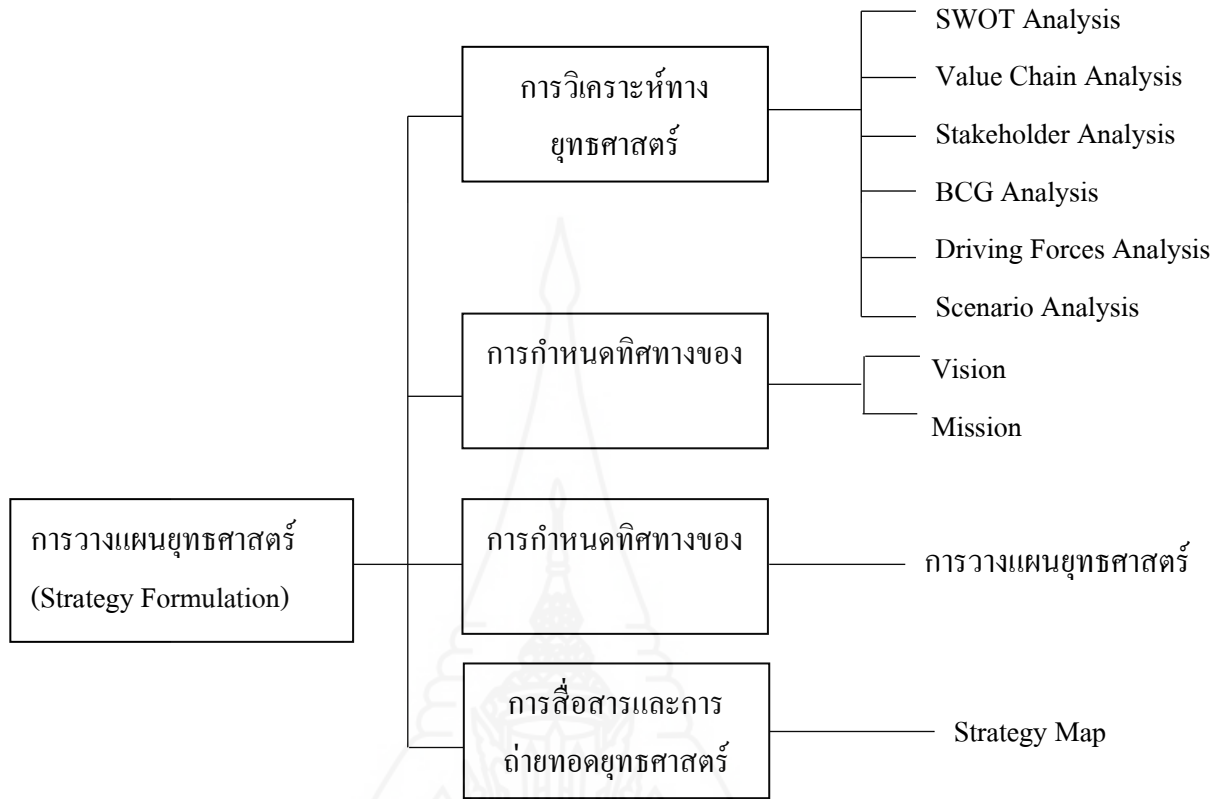 SWOT Analysis
การวิเคราะห์ทาง
ยุทธศาสตร์
Value Chain Analysis
Stakeholder Analysis
BCG Analysis
Driving Forces Analysis
Scenario Analysis
การกำหนดทิศทางของ
Vision
Mission
การวางแผนยุทธศาสตร์
(Strategy Formulation)
การกำหนดทิศทางของ
การวางแผนยุทธศาสตร์
การสื่อสารและการ
ถ่ายทอดยุทธศาสตร์
Strategy Map